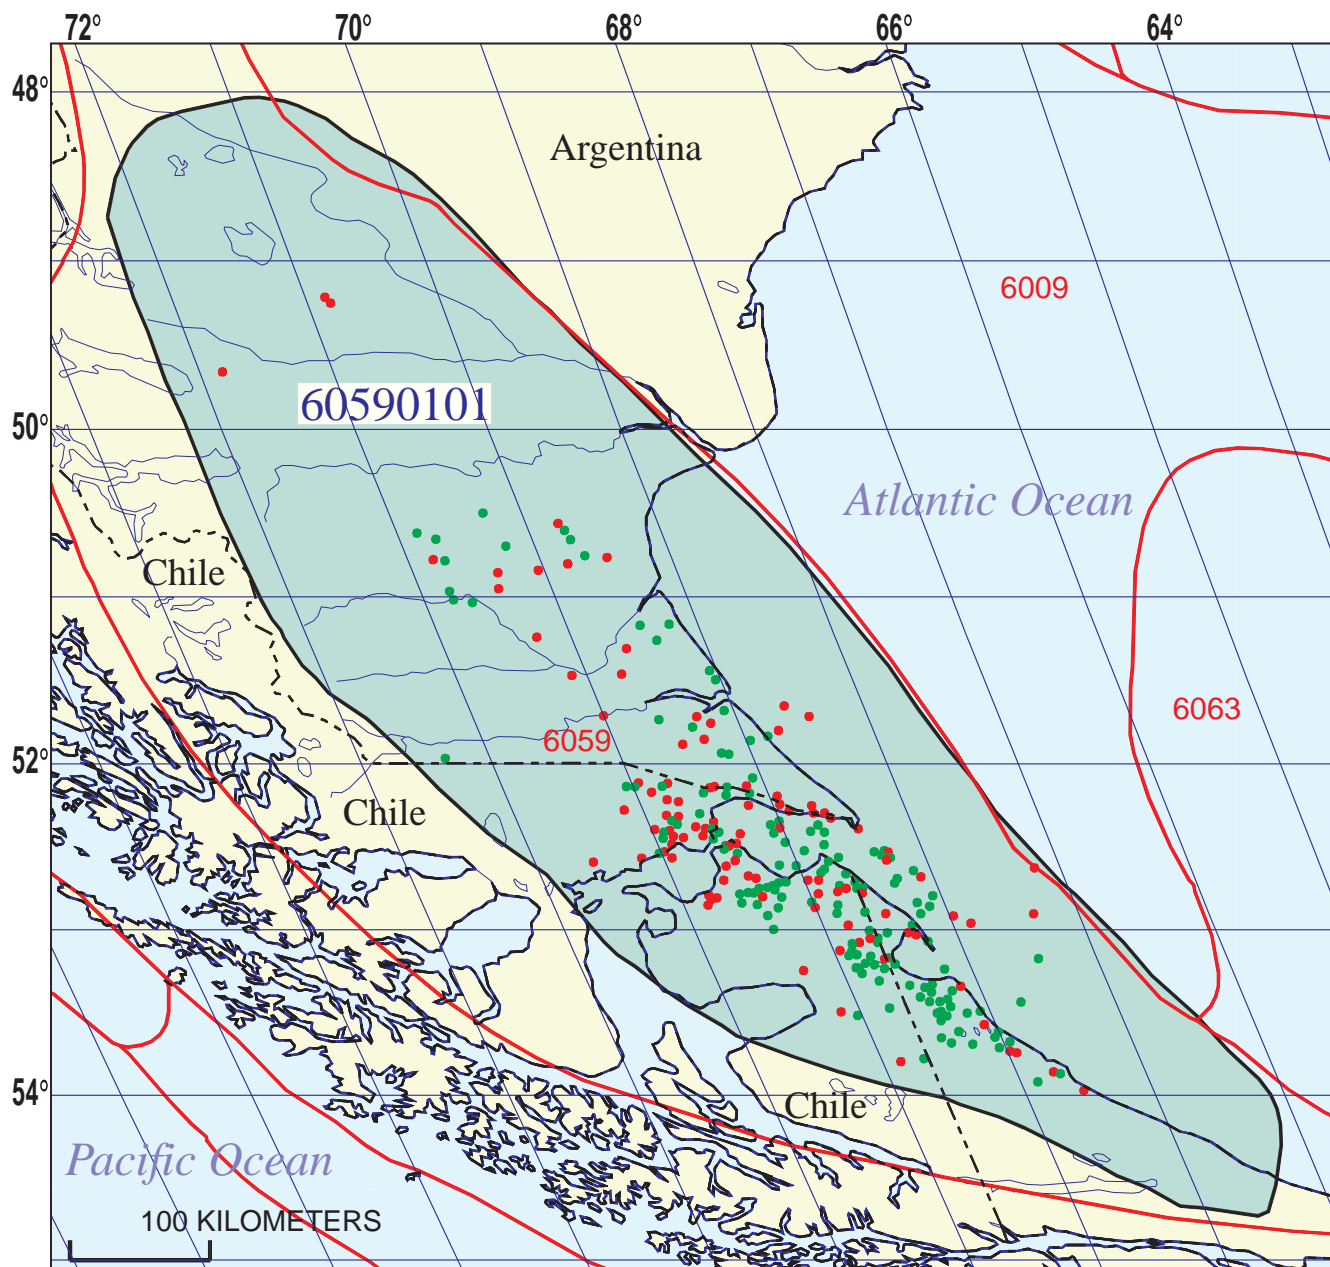 72° 70° 68° 66° 64°
48°
Argentina
6009
60590101
50°
Atlantic Ocean
Chile
6063
6059
52°
Chile
54°
Chile
Pacific Ocean
100 KILOMETERS